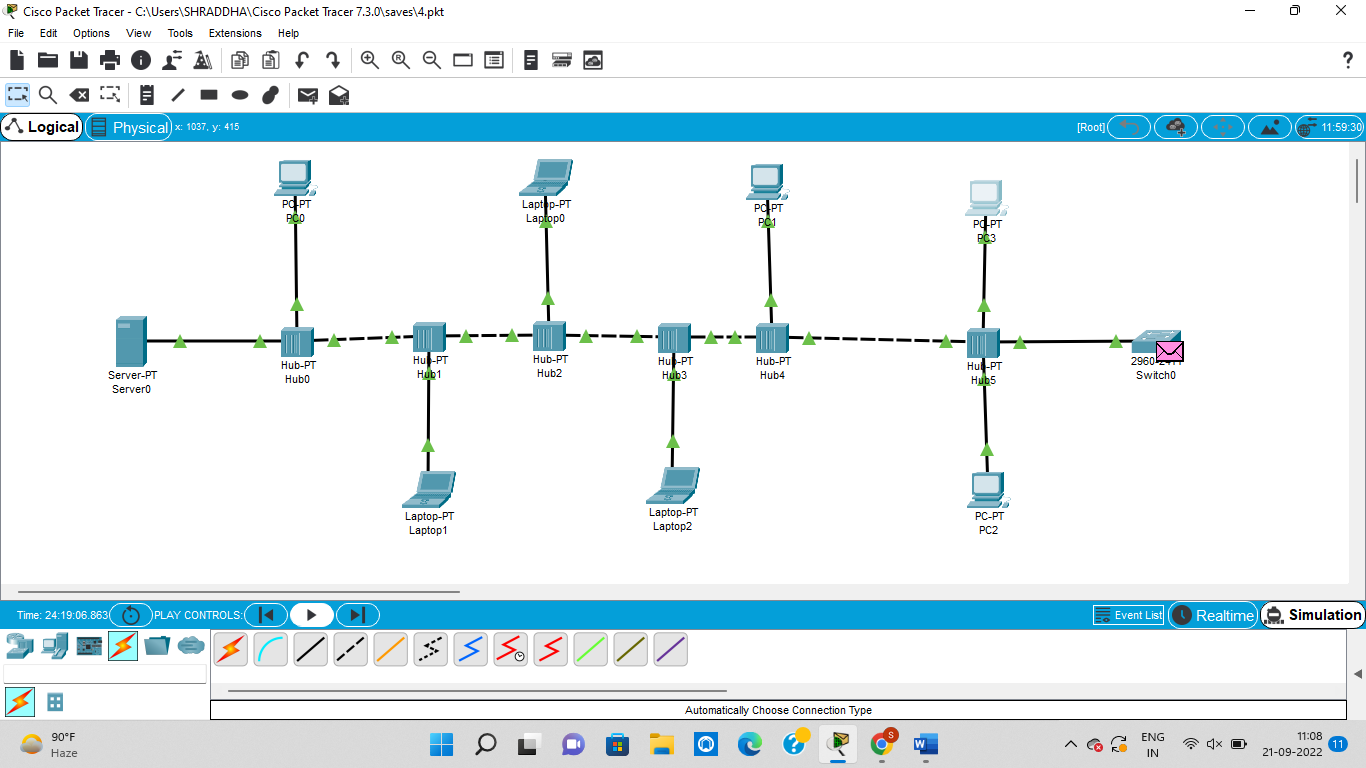 Cisco Packet Tracer - C:\Users\SHRADDHA\Cisco Packet Tracer 7.3.0\saves\4.pkt
File Edit Options View Tools Extensions Help
?
Logical Physical x: 1037, y: 415 [Root] 11:59:30
PC-PT
PC0
Laptop-PT
Laptop0
PC-PT
PC1
PC-PT
PC3
Server-PT
Server0
Hub-PT
Hub0
Hub-PT
Hub1
Hub-PT
Hub2
Hub-PT
Hub3
Hub-PT
Hub4
Hub-PT
Hub5
Switch0
Laptop-PT
Laptop1
Laptop-PT
Laptop2
PC-PT
PC2
Time: 24:19:06.863 PLAY CONTROLS: Event List Realtime Simulation
Automatically Choose Connection Type
90°F
Haze
S
ENG
IN
11:08
21-09-2022
11